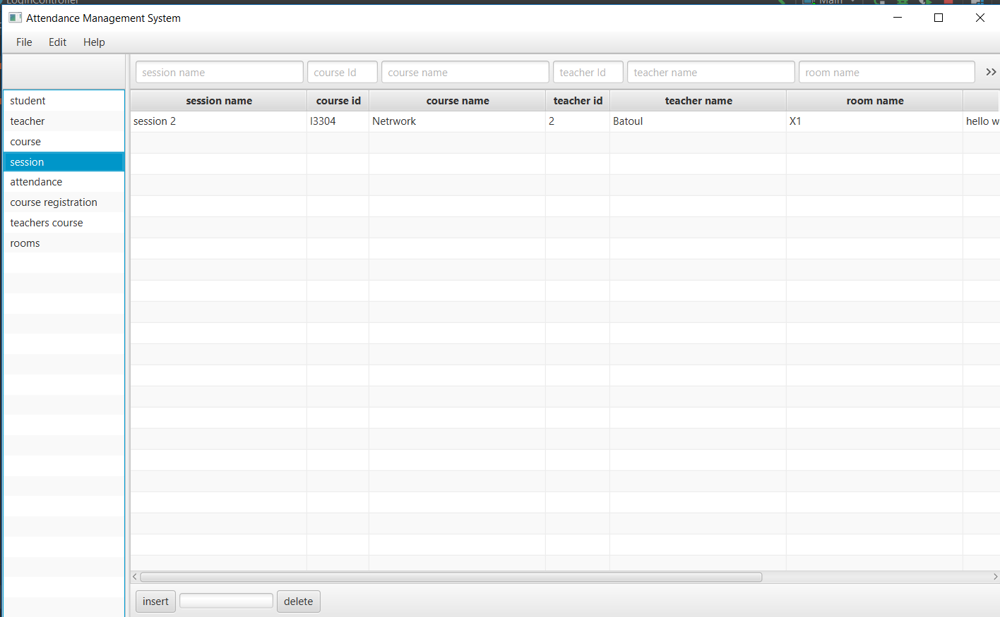 LoginController
Main
Attendance Management System
File Edit Help
session name course Id course name teacher Id teacher name room name
session name course id course name teacher id teacher name room name
session 2 I3304 Netrwork 2 Batoul X1 hello w
student
teacher
course
session
attendance
course registration
teachers course
rooms
insert delete